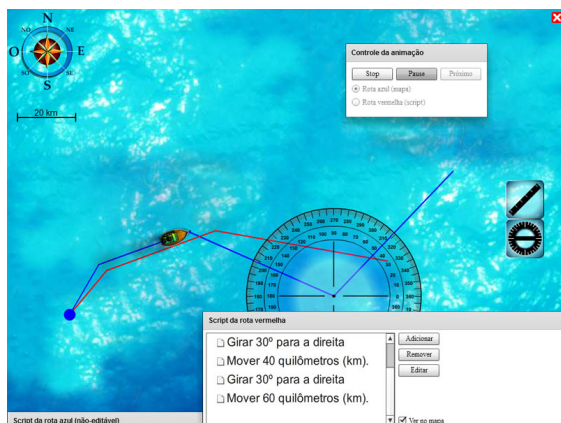 N
NO
NE
O
E
SO
SE
S
20 km
Controle da animação
Stop
Pause
Próximo
Rota azul (mapa)
Rota vermelha (script)
Script da rota vermelha
Girar 30º para a direita
Mover 40 quilômetros (km).
Girar 30º para a direita
Mover 60 quilômetros (km).
Adicionar
Remover
Editar
Ver no mapa
Script da rota azul (não-editável)